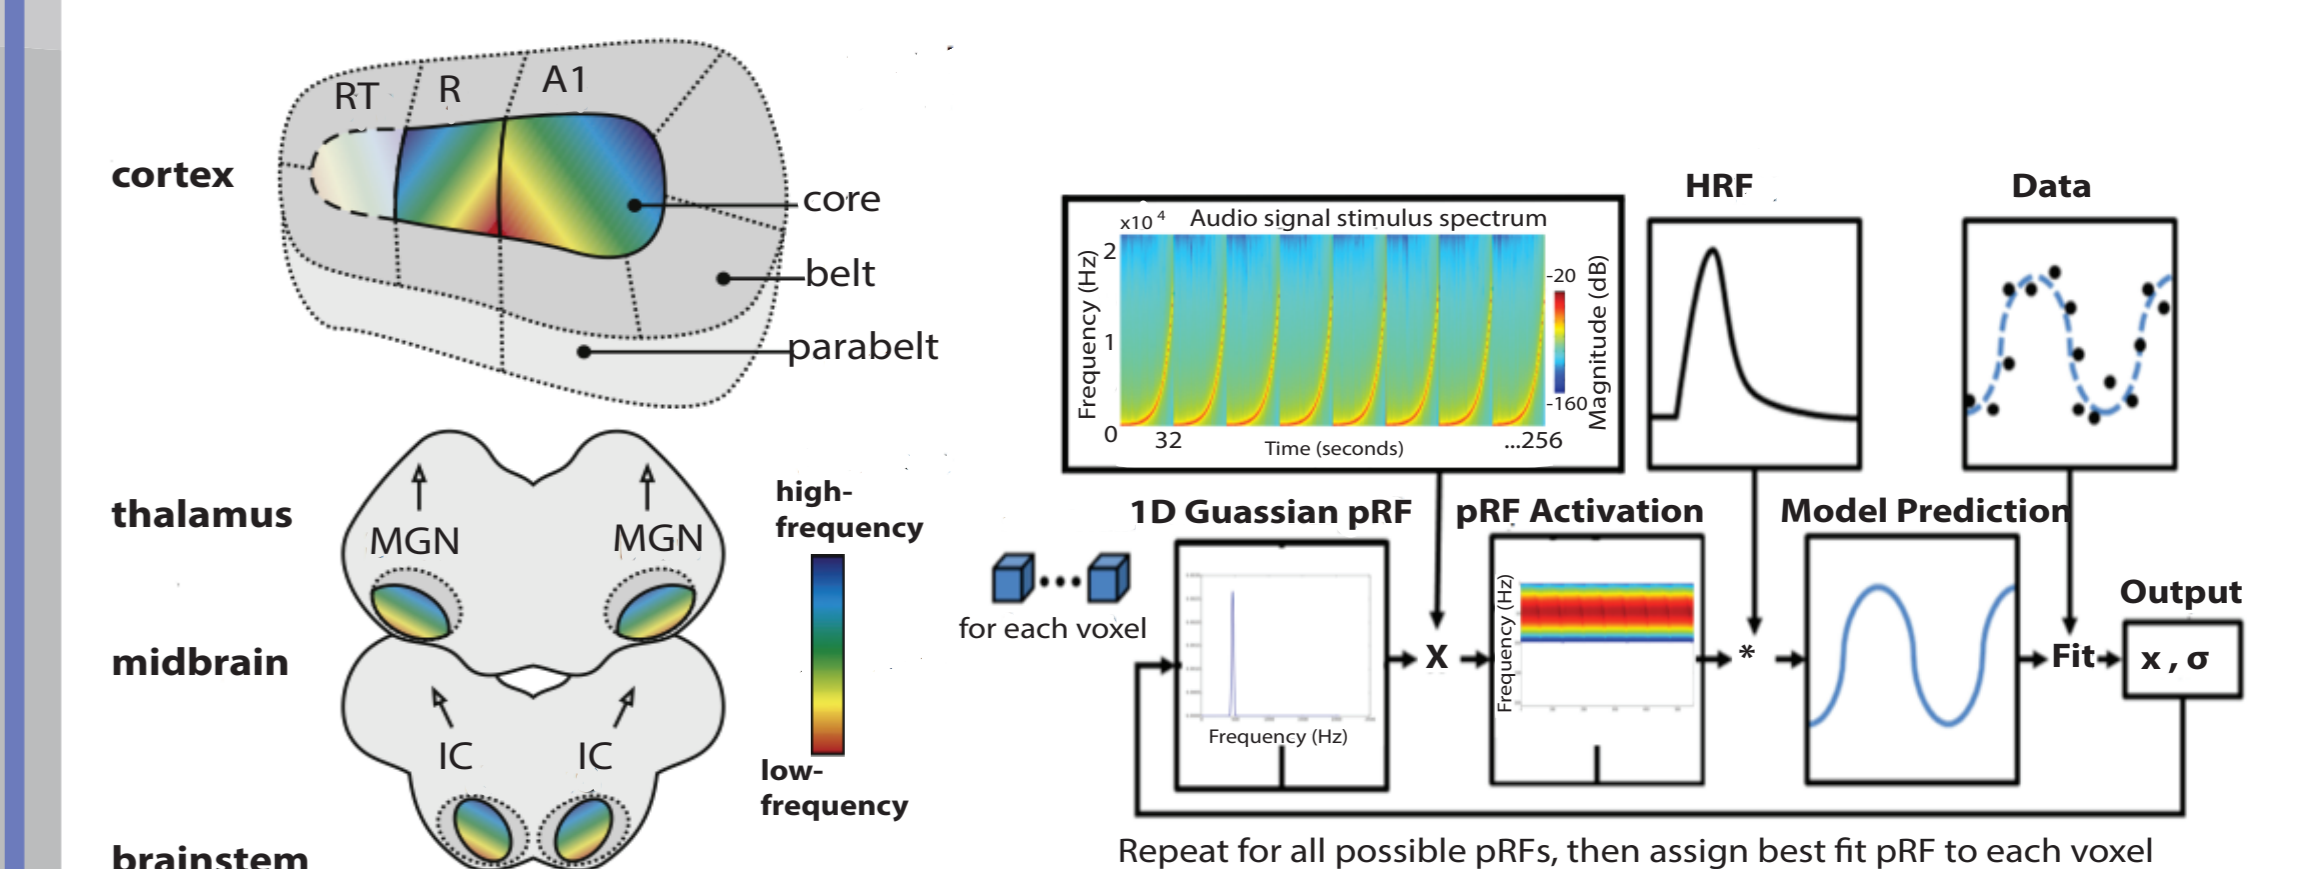 RT
R
A1
cortex
core
belt
parabelt
thalamus
MGN
MGN
midbrain
IC
IC
brainstem
high-
frequency
low-
frequency
x10 4
Audio signal stimulus spectrum
Frequency (Hz)
2
1
0
32
Time (seconds)
...256
-20
-160
Magnitude (dB)
HRF
Data
1D Guassian pRF
pRF Activation
Model Prediction
for each voxel
Frequency (Hz)
X
Frequency (Hz)
*
Fit
Output
x , σ
Repeat for all possible pRFs, then assign best fit pRF to each voxel